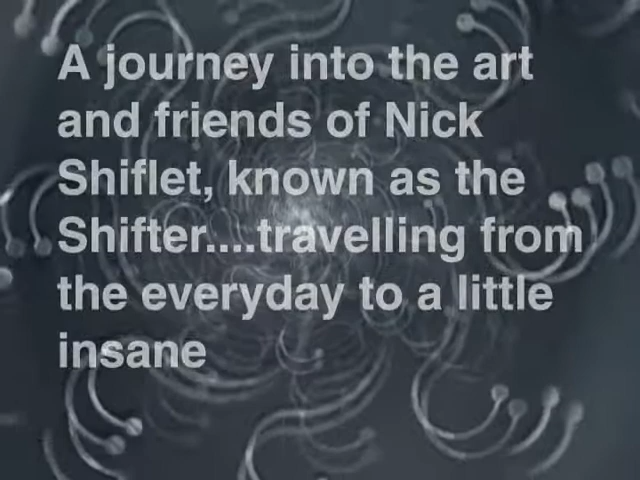 A journey into the art
and friends of Nick
Shiflet, known as the
Shifter....travelling from
the everyday to a little
insane